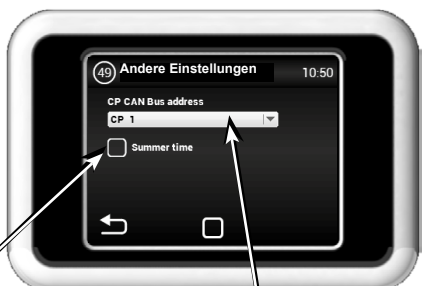 49 Andere Einstellungen 10:50
CP CAN Bus address
CP 1
Summer time